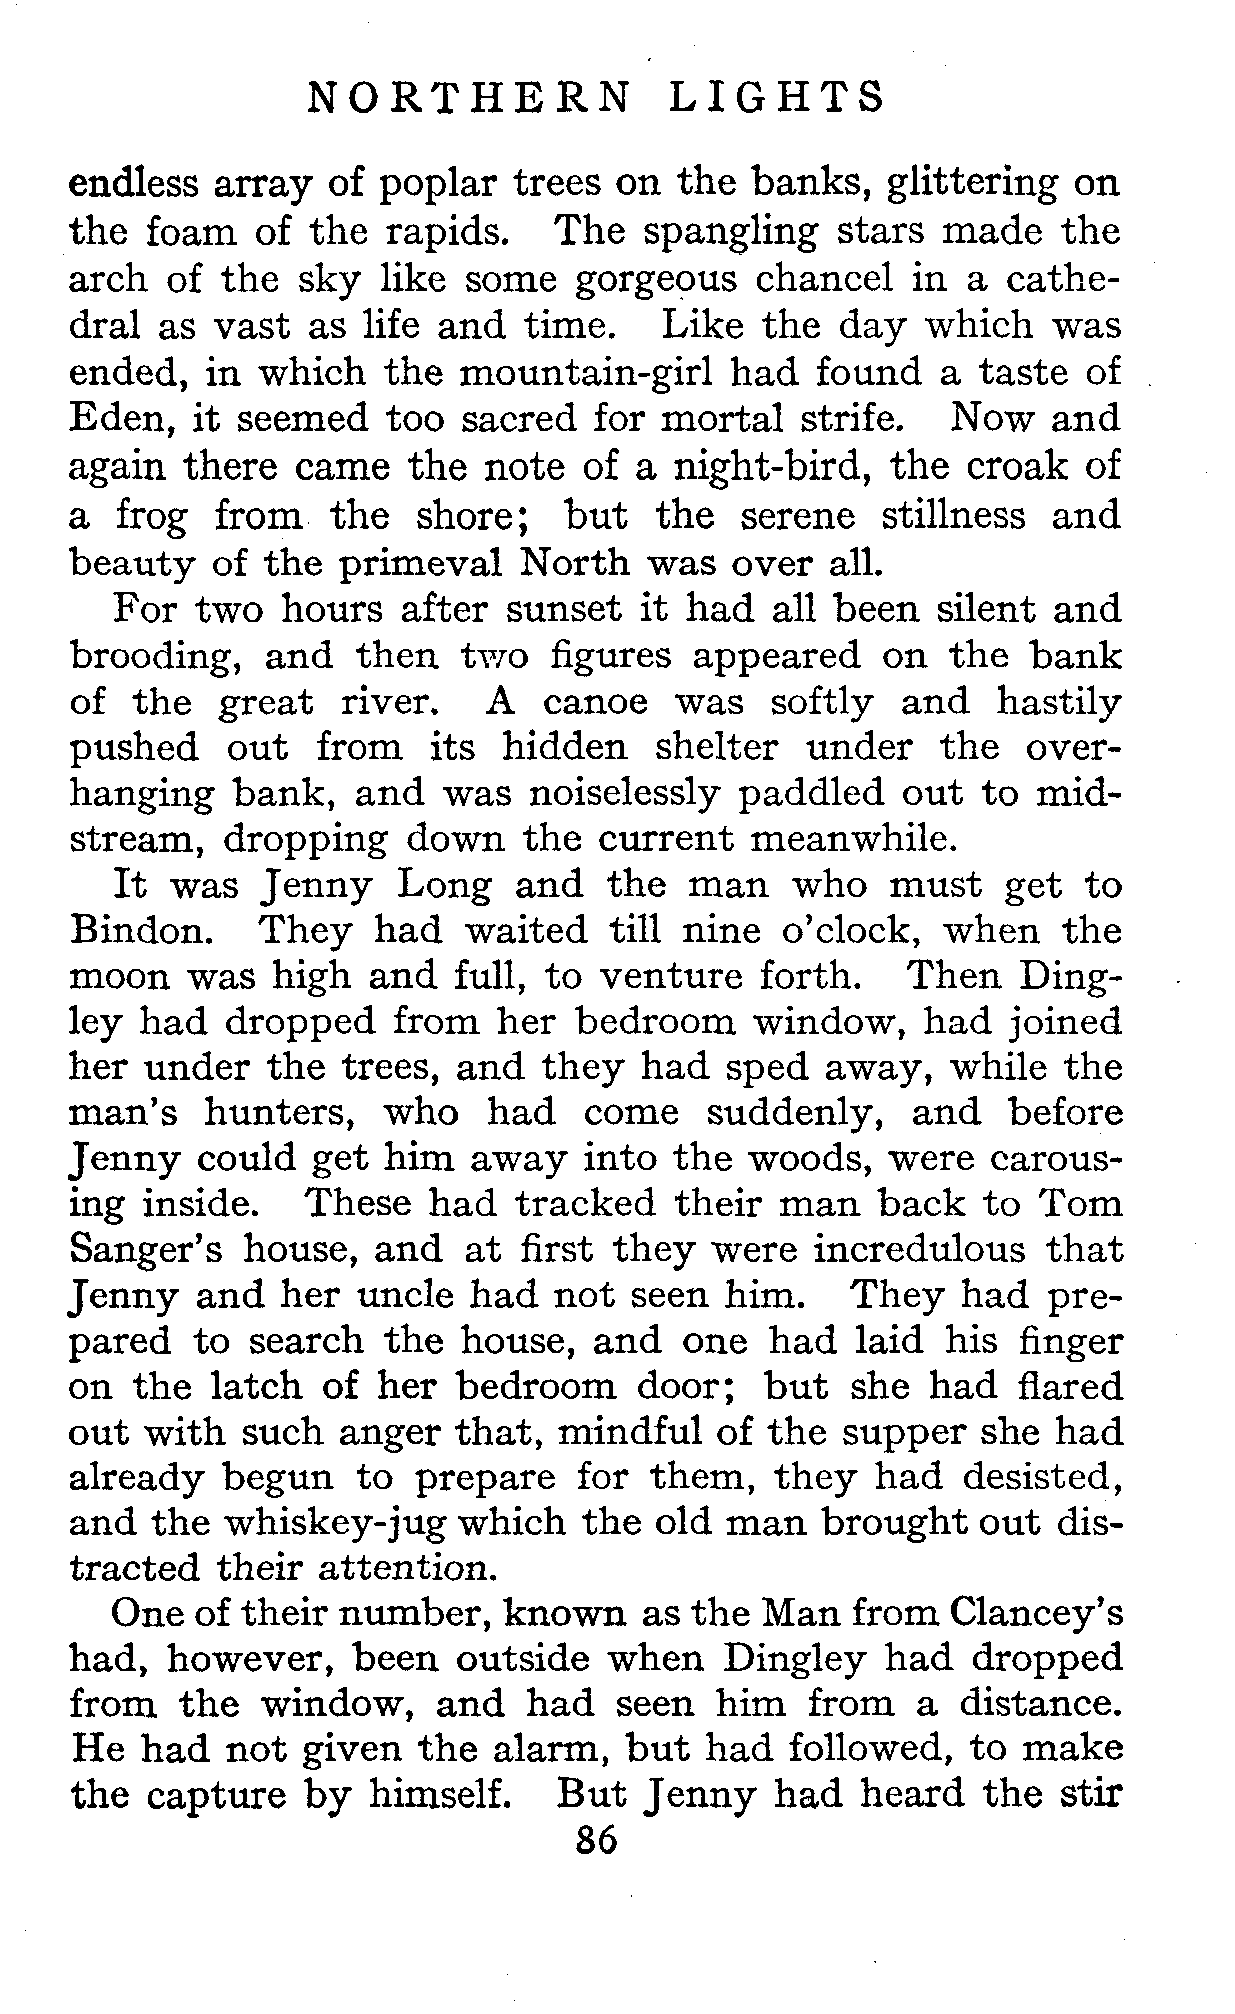 NORTHERN LIGHTS
endless array of poplar trees on the banks, glittering on
the foam of the rapids. The spangling stars made the
arch of the sky like some gorgeous chancel in a cathe-
dral as vast as life and time. Like the day which was
ended, in which the mountain-girl had found a taste of
Eden, it seemed too sacred for mortal strife. Now and
again there came the note of a night-bird, the croak of
a frog from the shore; but the serene stillness and
beauty of the primeval North was over all.
For two hours after sunset it had all been silent and
brooding, and then two figures appeared on the bank
of the great river. A canoe was softly and hastily
pushed out from its hidden shelter under the over-
hanging bank, and was noiselessly paddled out to mid-
stream, dropping down the current meanwhile.
It was Jenny Long and the man who must get to
Bindon. They had waited till nine o'clock, when the
moon was high and full, to venture forth. Then Ding-
ley had dropped from her bedroom window, had joined
her under the trees, and they had sped away, while the
man's hunters, who had come suddenly, and before
Jenny could get him away into the woods, were carous-
ing inside. These had tracked their man back to Tom
Sanger's house, and at first they were incredulous that
Jenny and her uncle had not seen him. They had pre-
pared to search the house, and one had laid his finger
on the latch of her bedroom door; but she had flared
out with such anger that, mindful of the supper she had
already begun to prepare for them, they had desisted,
and the whiskey-jug which the old man brought out dis-
tracted their attention.
One of their number, known as the Man from Clancey's
had, however, been outside when Dingley had dropped
from the window, and had seen him from a distance.
He had not given the alarm, but had followed, to make
the capture by himself. But Jenny had heard the stir
86